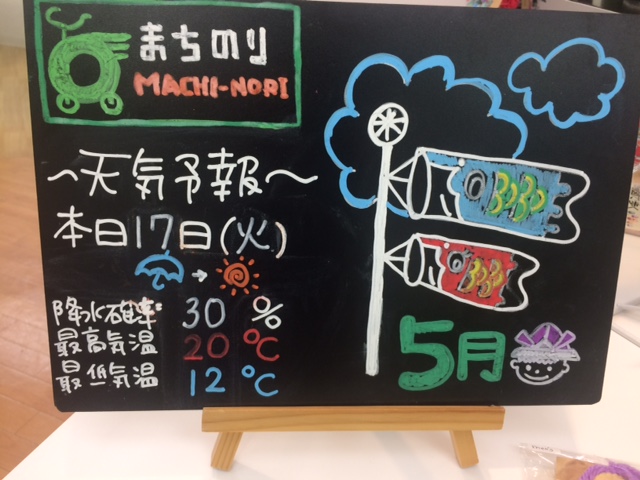 まちのり
MACHI-NORI
〜天気予報〜
本日17日(火)
→
降水確率 30 %
最高気温 20 ℃
最低気温 12 ℃
5月